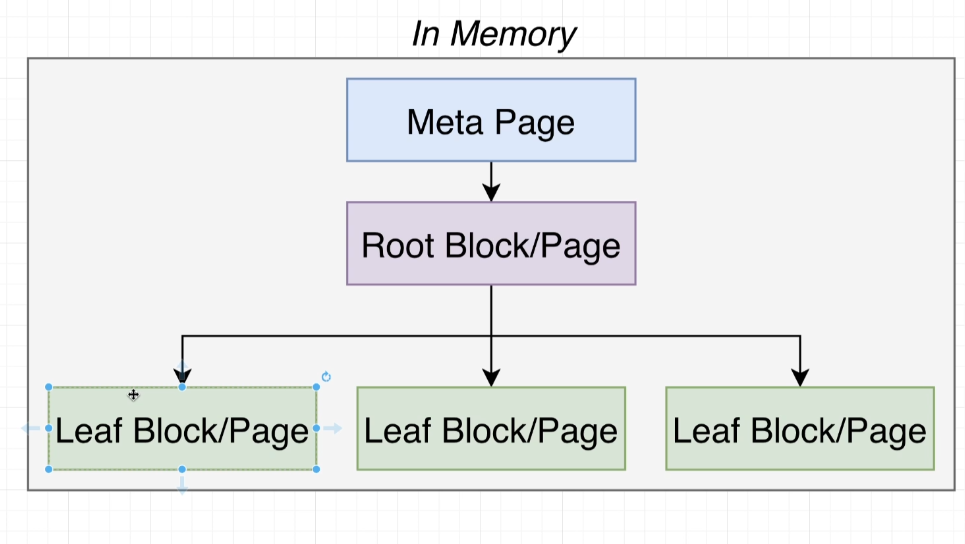 In Memory
Meta Page
Root Block/Page
Leaf Block/Page
Leaf Block/Page
Leaf Block/Page